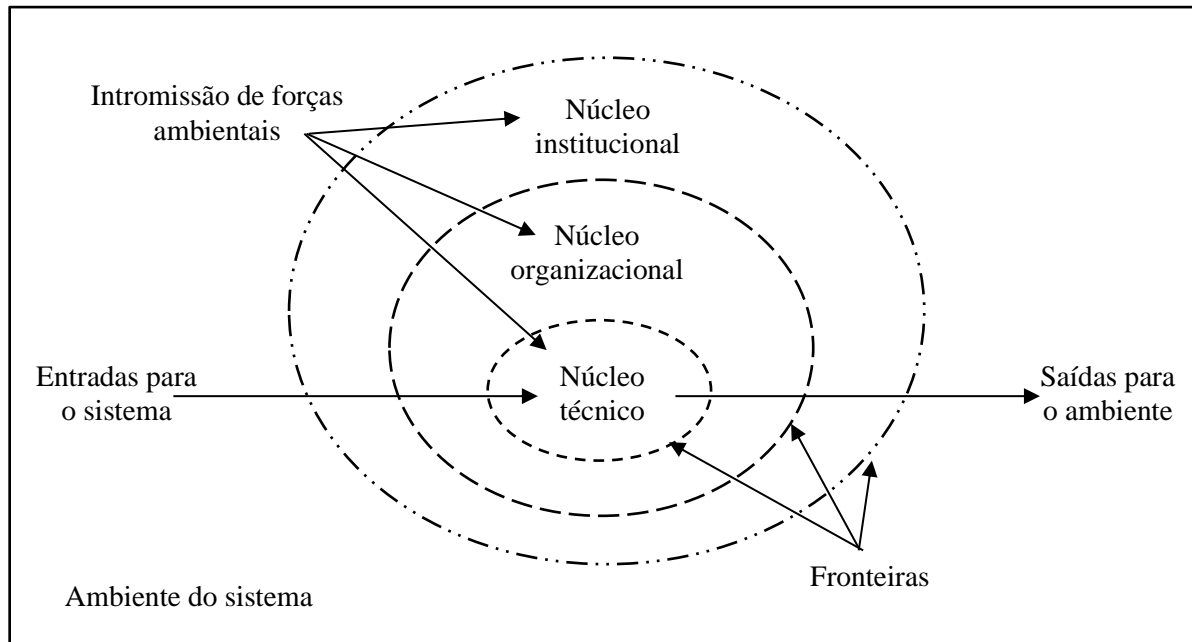 Intromissão de forças
ambientais
Núcleo
institucional
Núcleo
organizacional
Entradas para
o sistema
Núcleo
técnico
Saídas para
o ambiente
Fronteiras
Ambiente do sistema